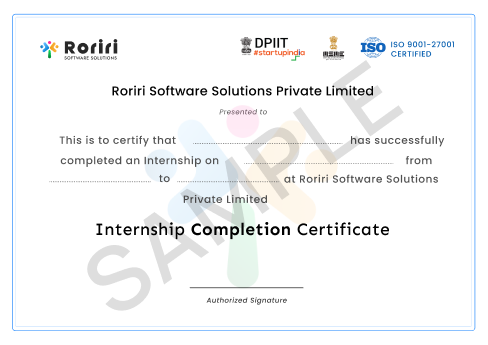 Roriri
SOFTWARE SOLUTIONS
DPIIT
#startupindia
ISO
ISO 9001-27001
CERTIFIED
Roriri Software Solutions Private Limited
Presented to
This is to certify that ........ has successfully
completed an Internship on ........ from
........ to ........ at Roriri Software Solutions
Private Limited
Internship Completion Certificate
Authorized Signature
SAMPLE